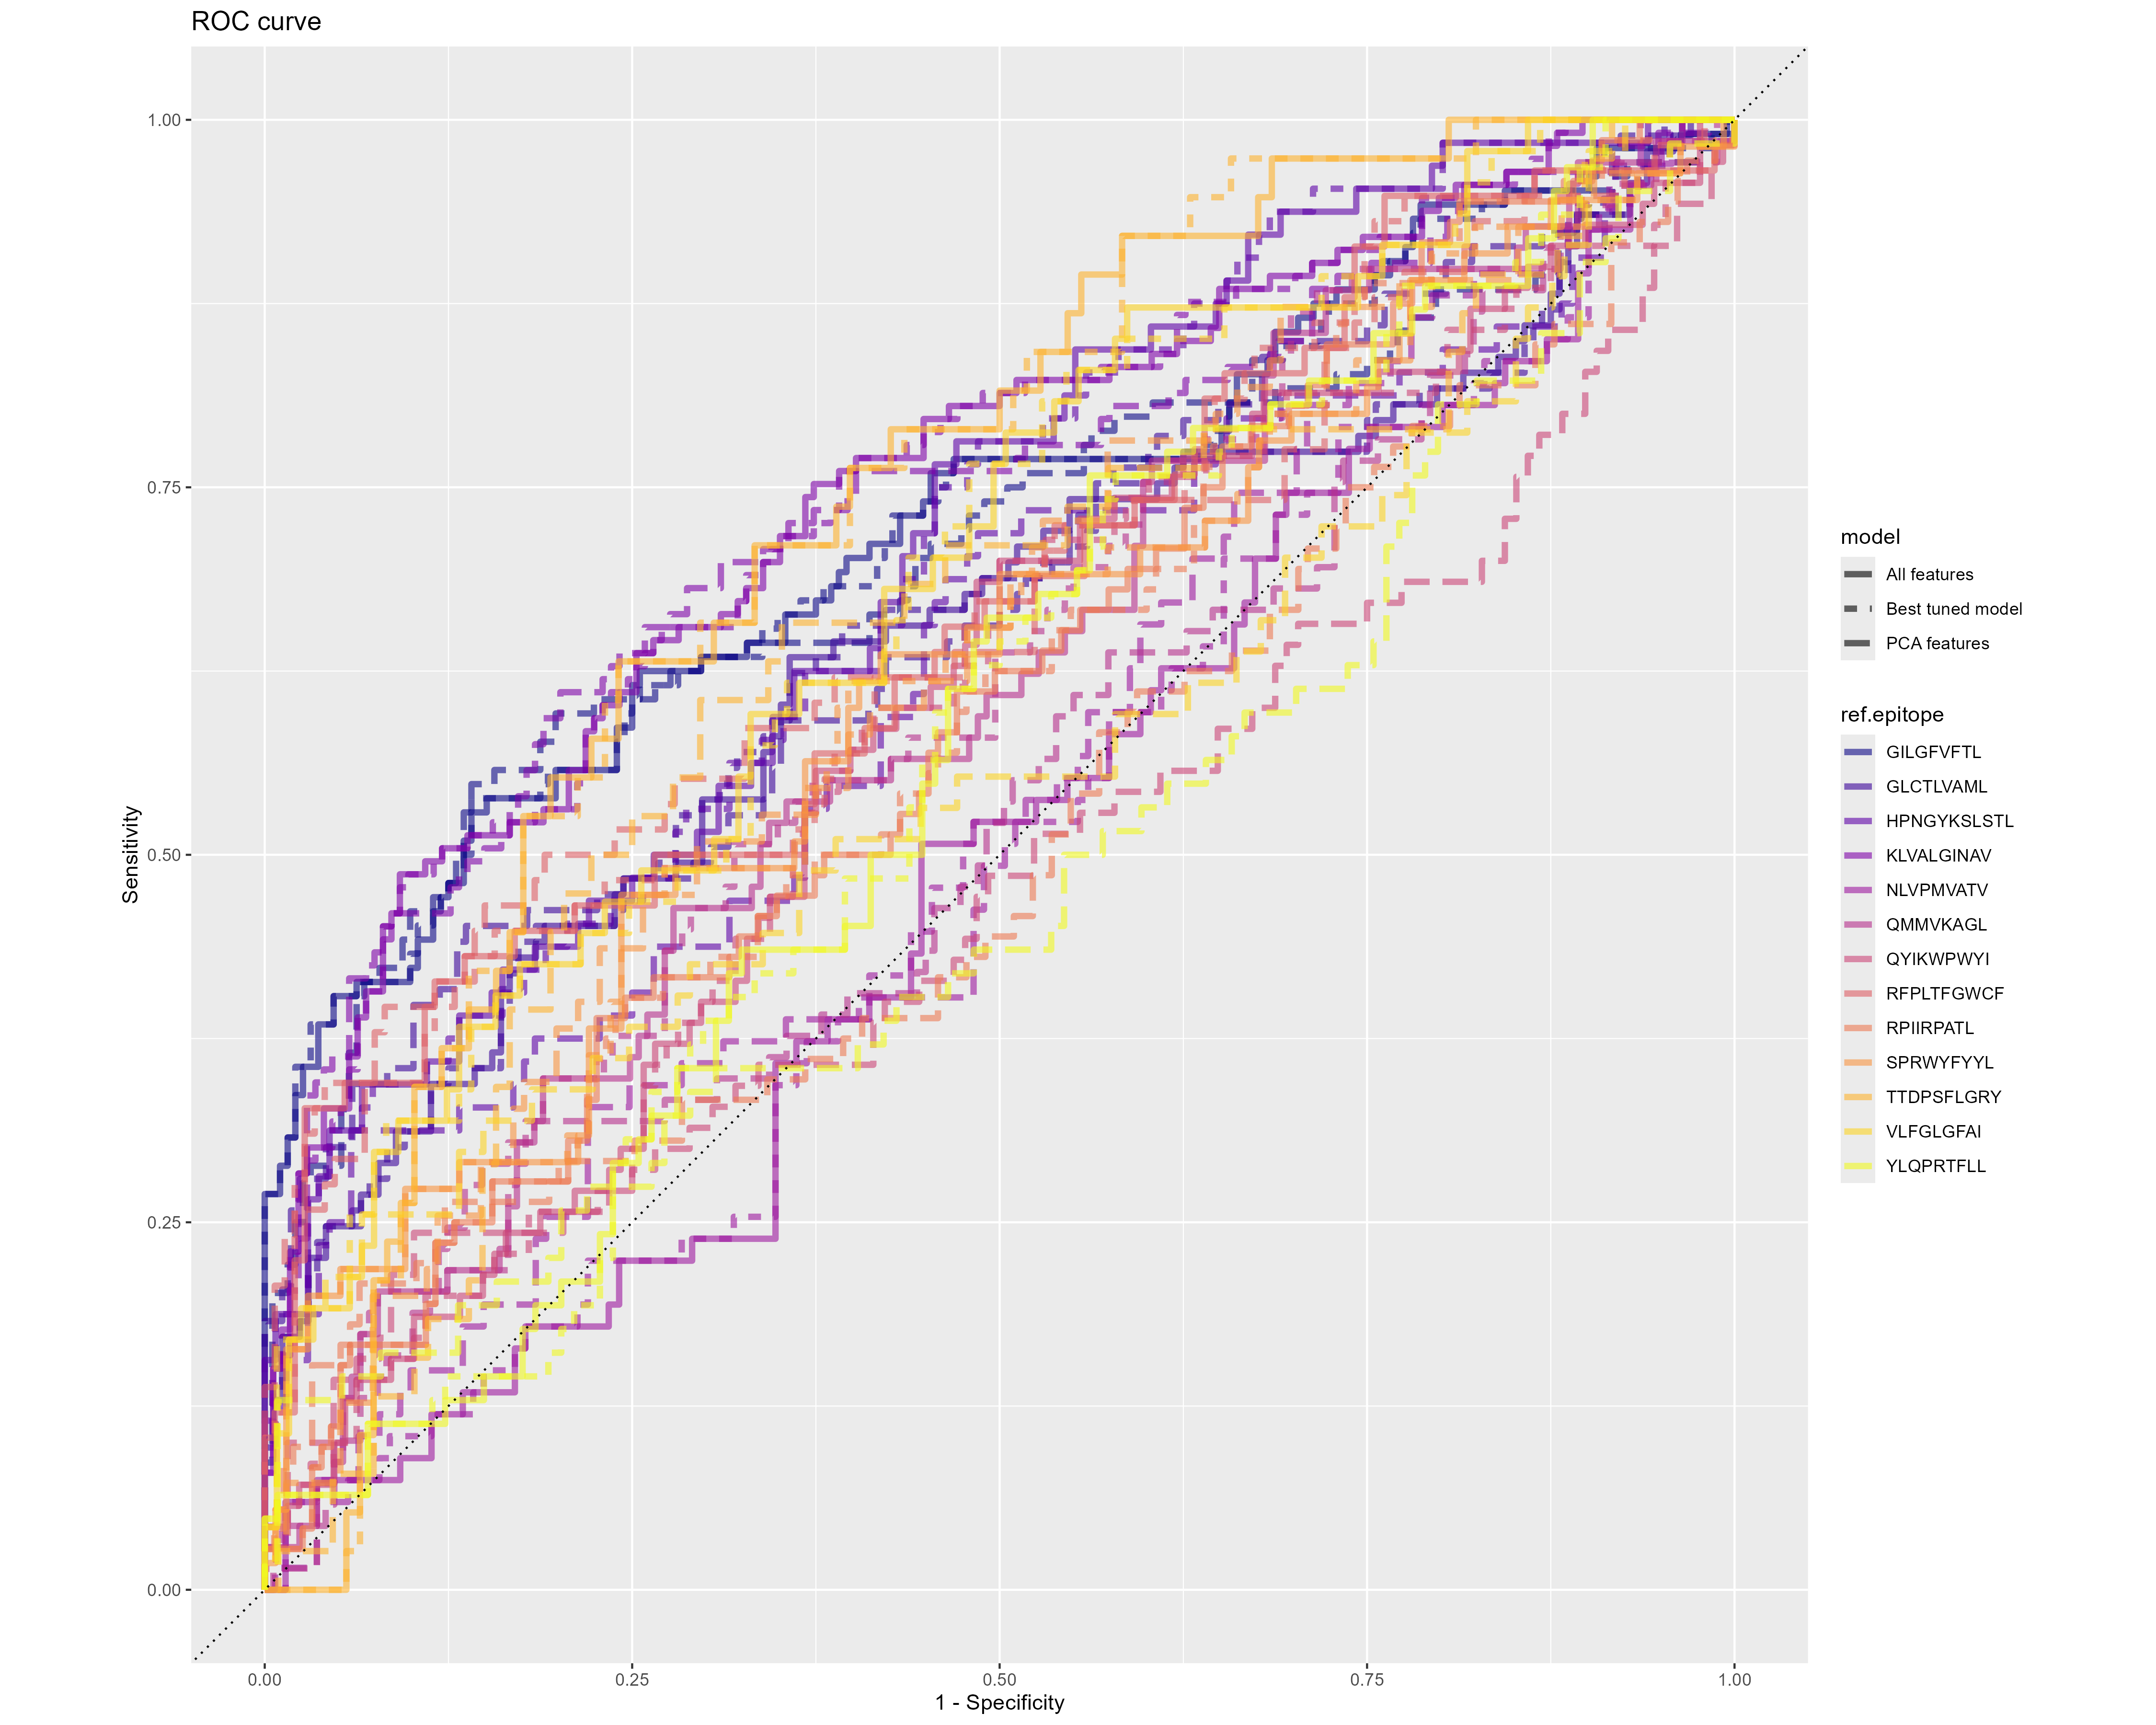 ROC curve
1.00
0.75
0.50
0.25
0.00
Sensitivity
0.00
0.25
0.50
0.75
1.00
1 - Specificity
model
All features
Best tuned model
PCA features
ref.epitope
GILGFVFTL
GLCTLVAML
HPNGYKSLSTL
KLVALGINAV
NLVPMVATV
QMMVKAGL
QYIKWPWYI
RFPLTFGWCF
RPIIRPATL
SPRWYFYYL
TTDPSFLGRY
VLFGLGFAI
YLQPRTFLL